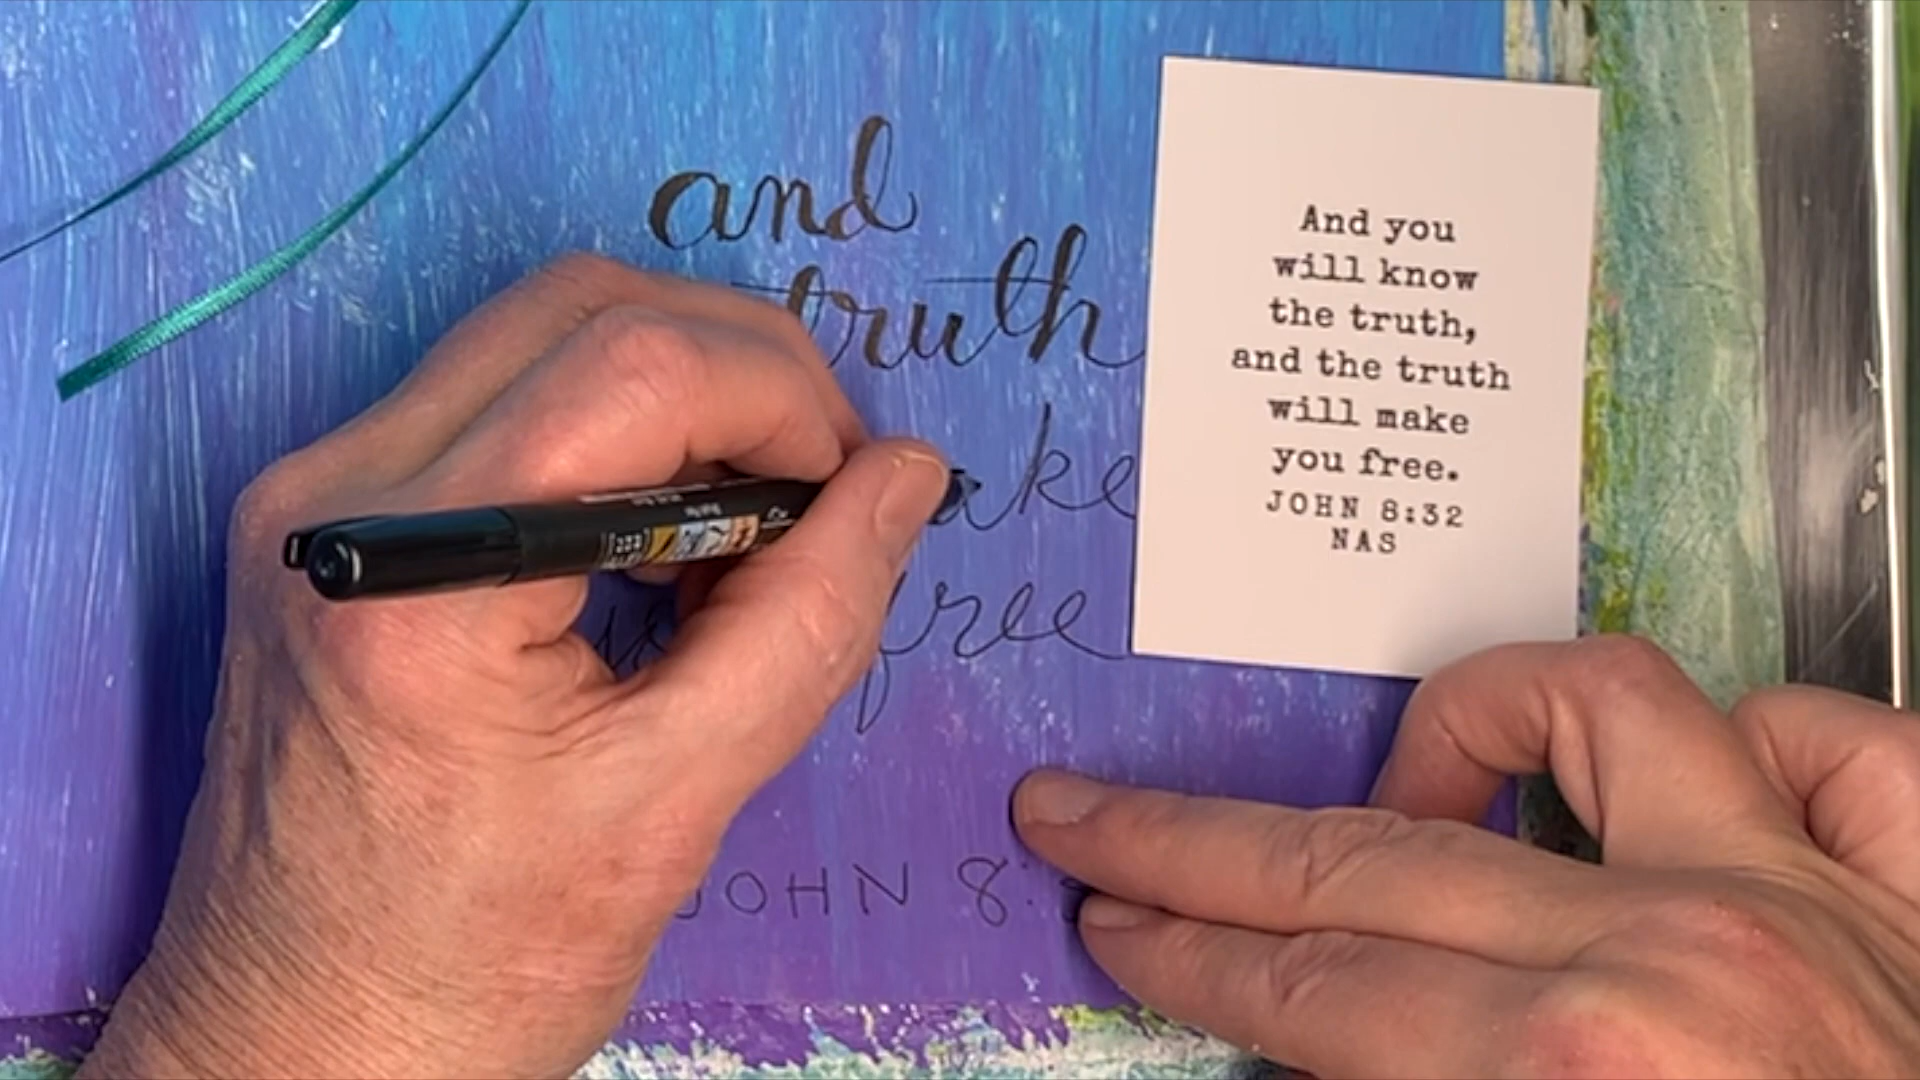 and
truth
ake
free
JOHN 8:
And you
will know
the truth,
and the truth
will make
you free.
JOHN 8:32
NAS